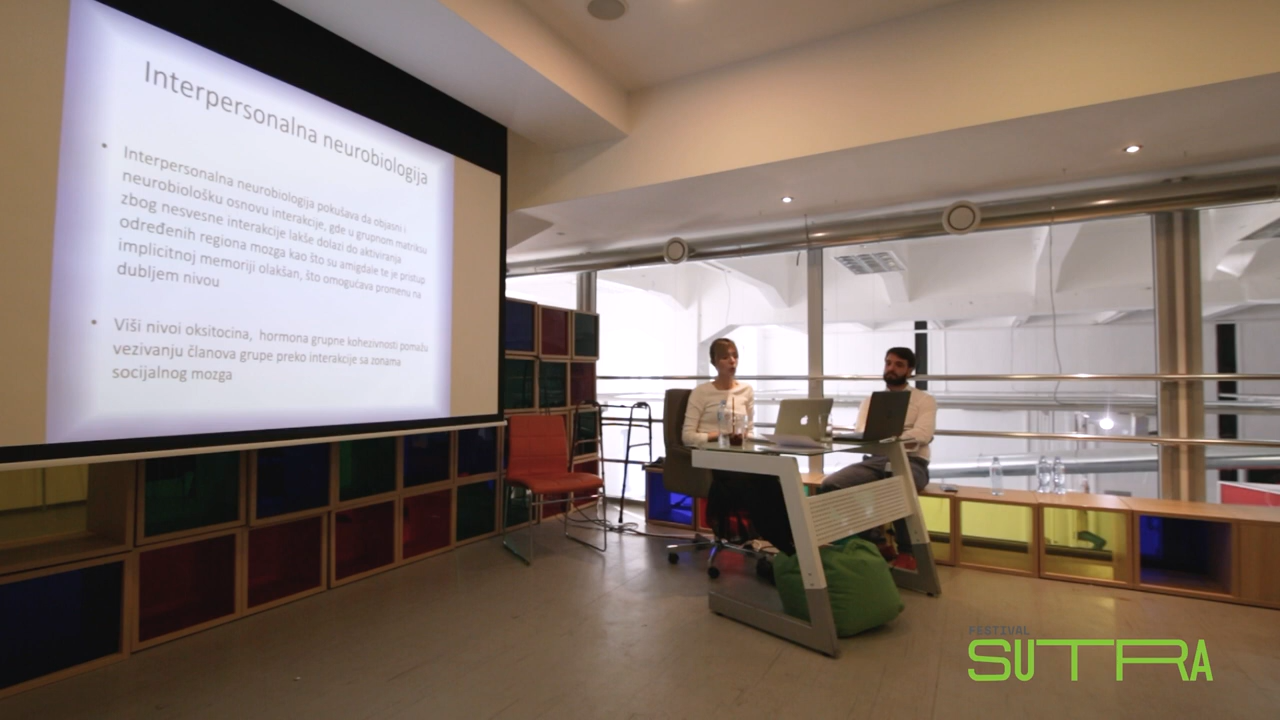 Interpersonalna neurobiologija
• Interpersonalna neurobiologija pokušava da objasni i
neurobiološku osnovu interakcije, gde u grupnom matriksu
zbog nesvesne interakcije lakše dolazi do aktiviranja
određenih regiona mozga kao što su amigdale te je pristup
implicitnoj memoriji olakšan, što omogućava promenu na
dubljem nivou
• Viši nivoi oksitocina, hormona grupne kohezivnosti pomažu
vezivanju članova grupe preko interakcije sa zonama
socijalnog mozga
FESTIVAL
SUTRA